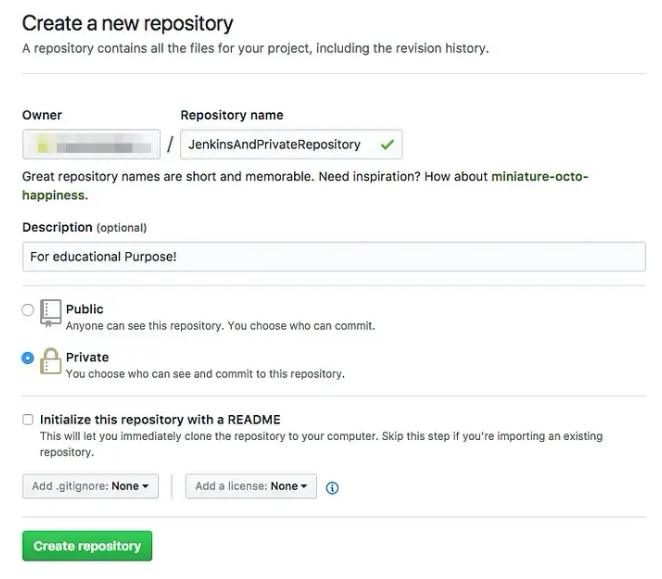 Create a new repository
A repository contains all the files for your project, including the revision history.
Owner
Repository name
/
JenkinsAndPrivateRepository
Great repository names are short and memorable. Need inspiration? How about miniature-octo-
happiness.
Description (optional)
For educational Purpose!
Public
Anyone can see this repository. You choose who can commit.
Private
You choose who can see and commit to this repository.
Initialize this repository with a README
This will let you immediately clone the repository to your computer. Skip this step if you're importing an existing
repository.
Add .gitignore: None
Add a license: None
Create repository